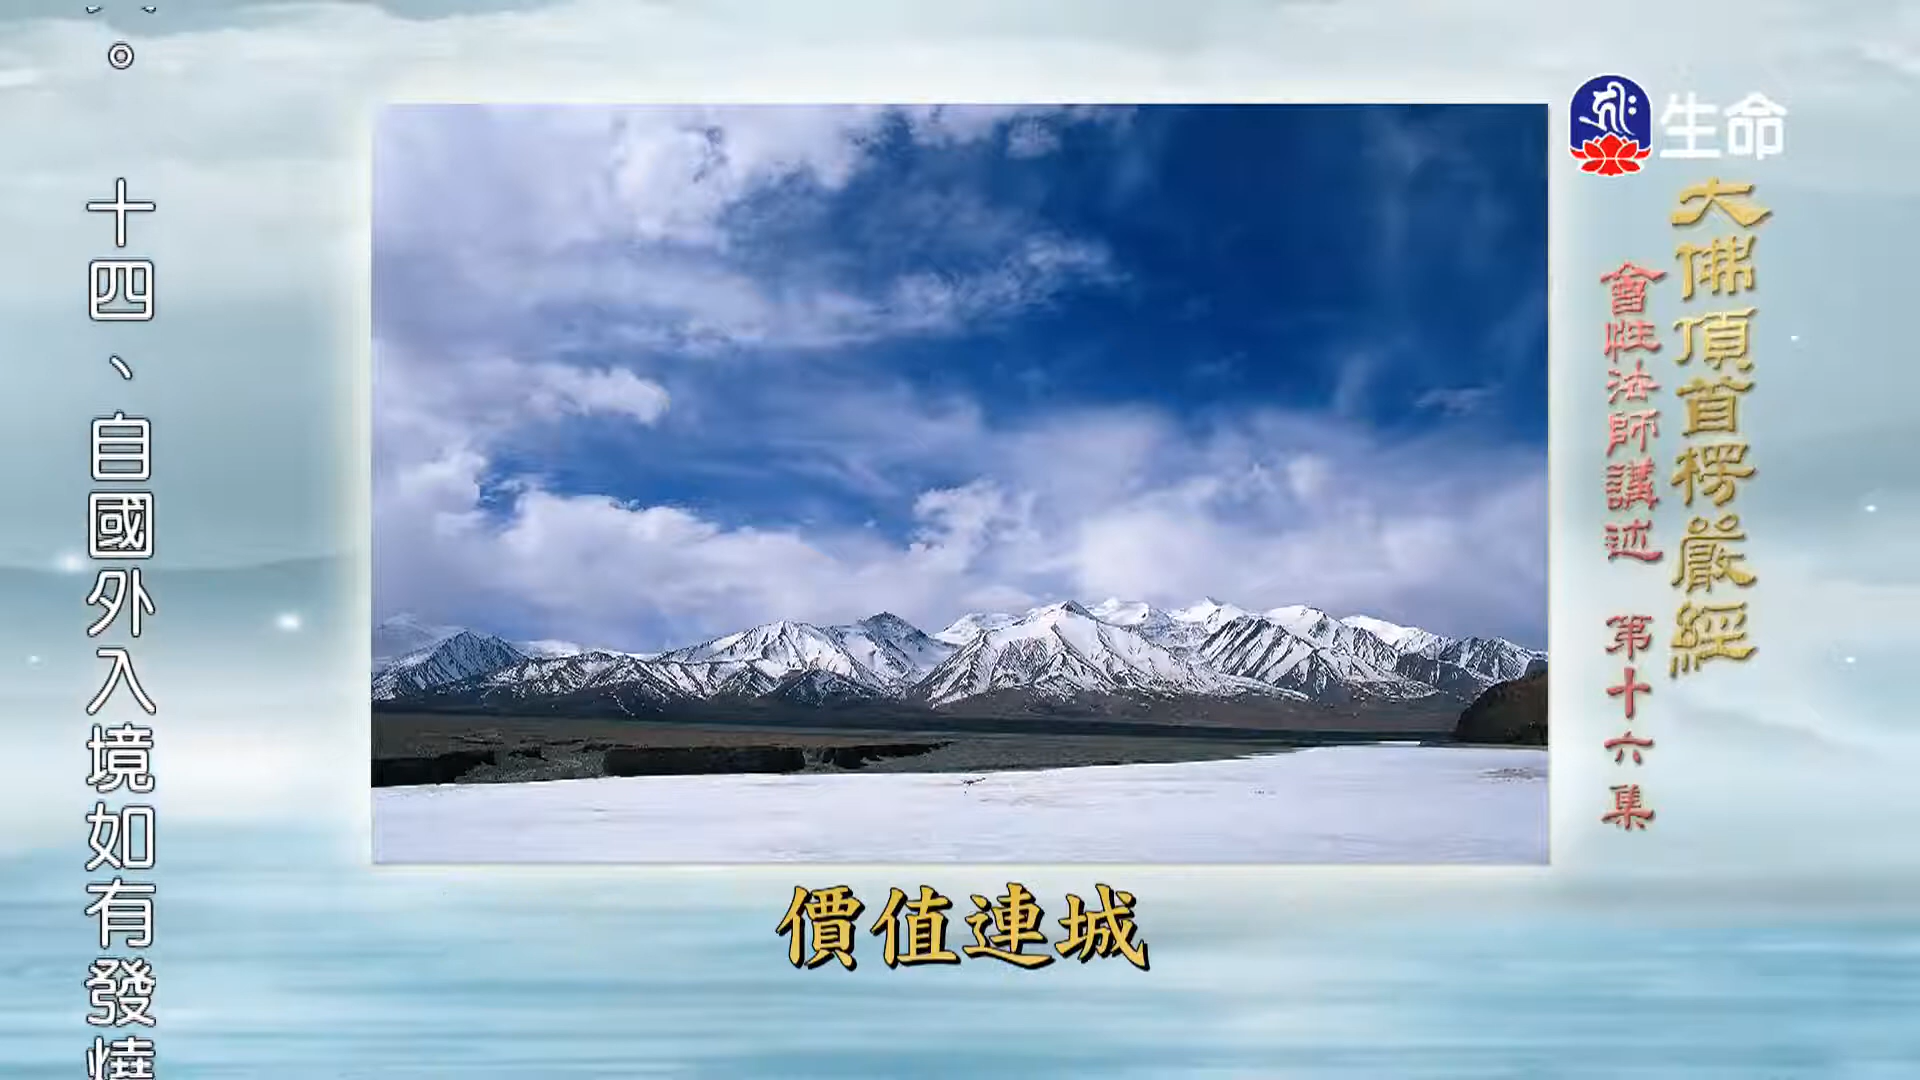 生命
大佛頂首楞嚴經
會性法師講述 第十六集
價值連城
。 十四、自國外入境如有發燒